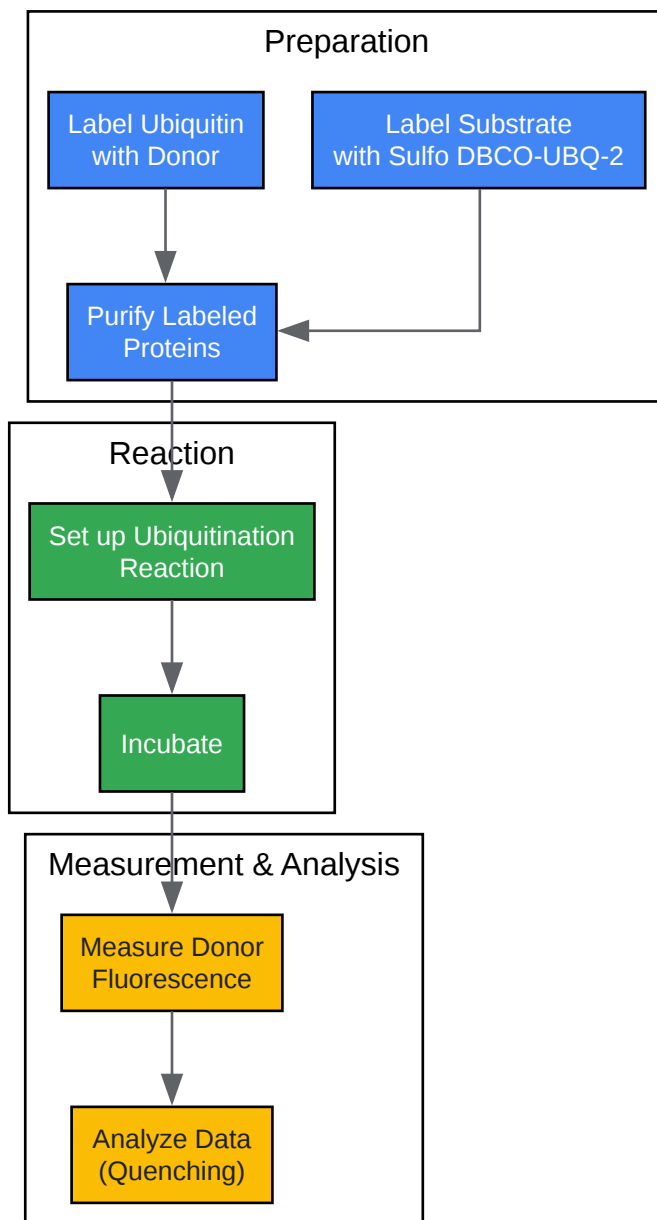 Preparation
Label Ubiquitin
with Donor
Label Substrate
with Sulfo DBCO-UBQ-2
Purify Labeled
Proteins
Reaction
Set up Ubiquitination
Reaction
Incubate
Measurement & Analysis
Measure Donor
Fluorescence
Analyze Data
(Quenching)